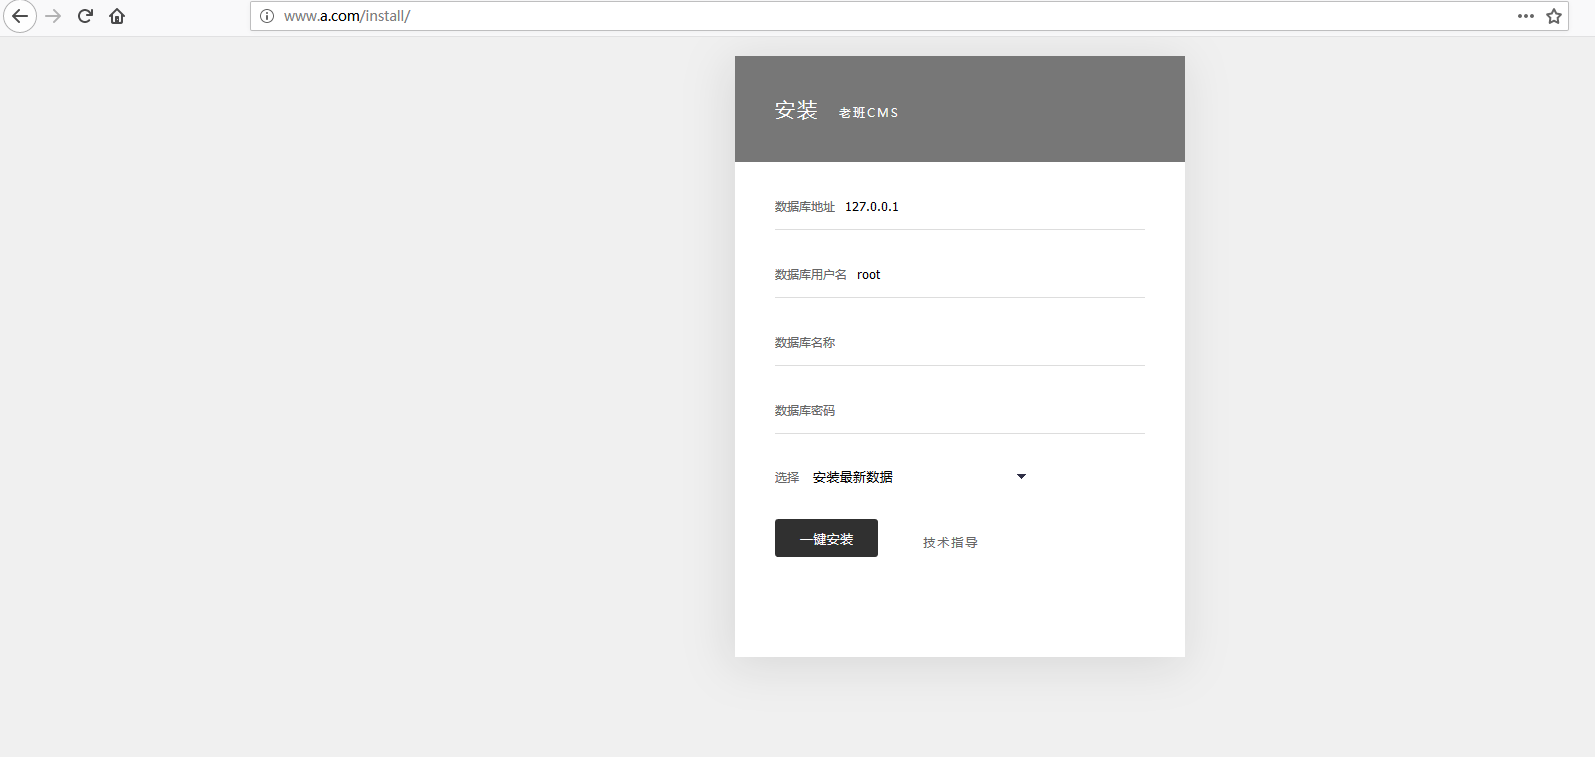 www.a.com/install/
安装 老班CMS
数据库地址 127.0.0.1
数据库用户名 root
数据库名称
数据库密码
选择 安装最新数据
一键安装 技术指导